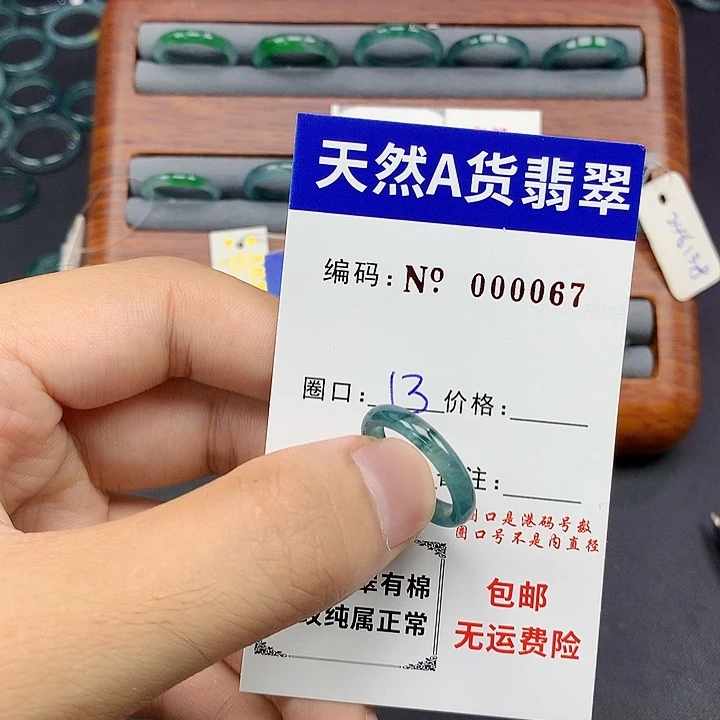 天然A货翡翠
编码: Nº 000067
圈口: 13 价格:
注:
口是港码号数
圈口号不是内直径
翠有棉
纯属正常
包邮
无运费险